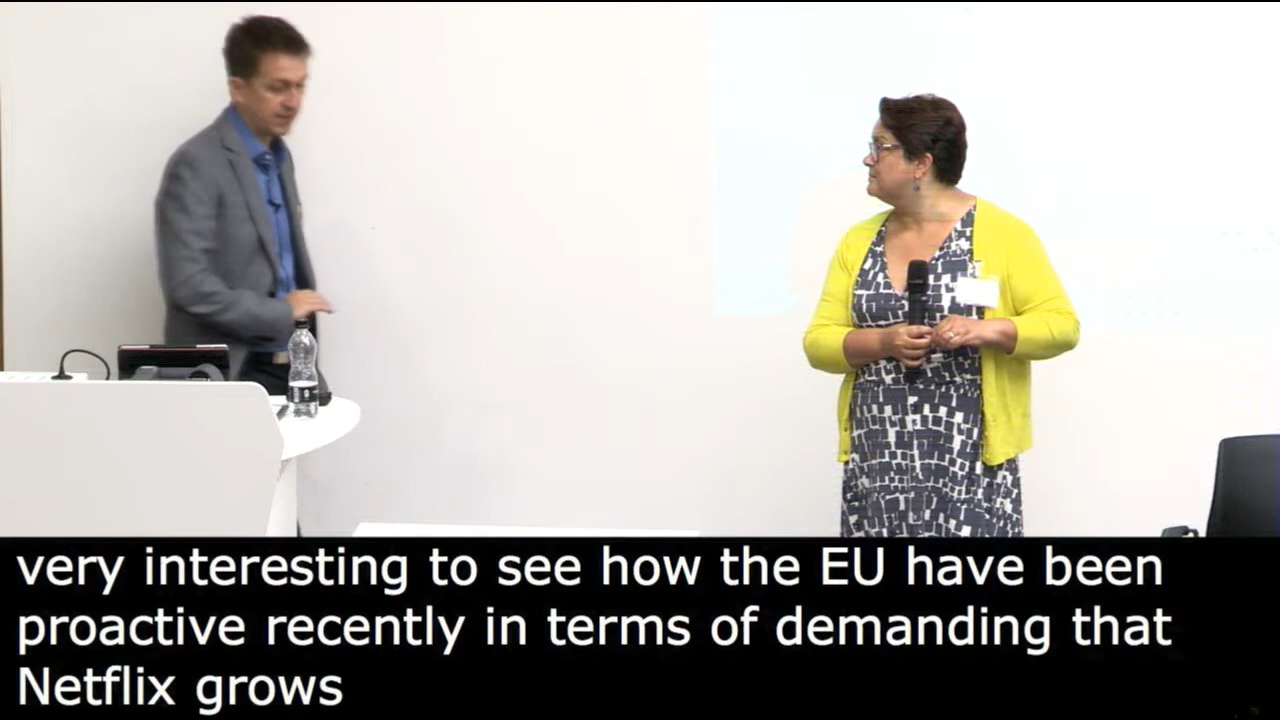 very interesting to see how the EU have been
proactive recently in terms of demanding that
Netflix grows